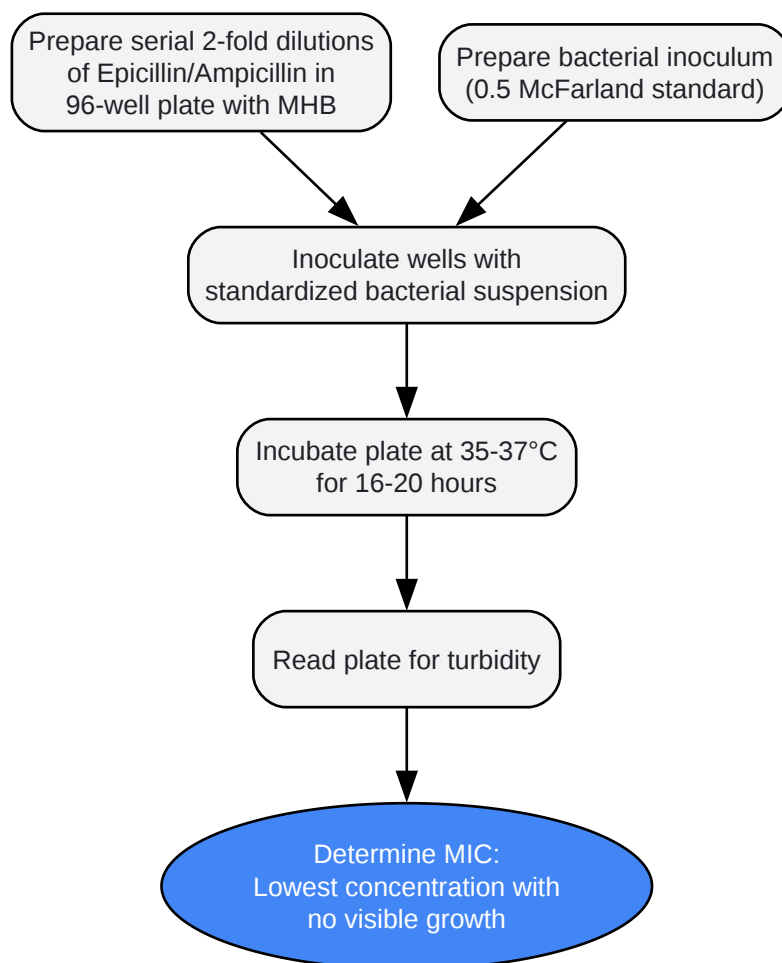 Prepare serial 2-fold dilutions
of Epicillin/Ampicillin in
96-well plate with MHB
Prepare bacterial inoculum
(0.5 McFarland standard)
Inoculate wells with
standardized bacterial suspension
Incubate plate at 35-37°C
for 16-20 hours
Read plate for turbidity
Determine MIC:
Lowest concentration with
no visible growth